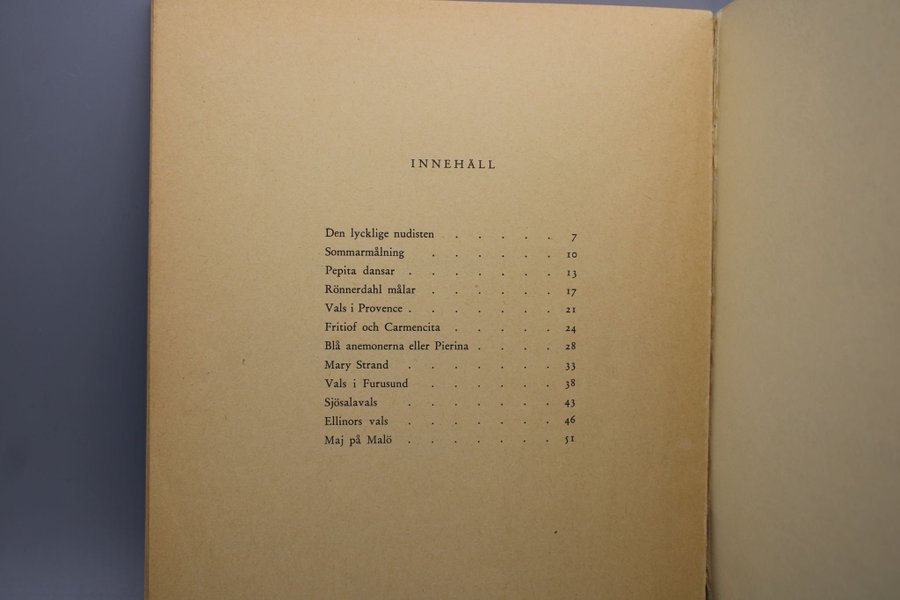 INNEHÅLL
Den lycklige nudisten . . . . . 7
Sommarmålning . . . . . . 10
Pepita dansar . . . . . . . 13
Rönnerdahl målar . . . . . . 17
Vals i Provence . . . . . . . 21
Fritiof och Carmencita . . . . . 24
Blå anemonerna eller Pierina . . . . 28
Mary Strand . . . . . . . 33
Vals i Furusund . . . . . . 38
Sjösalavals . . . . . . . 43
Ellinors vals . . . . . . . 46
Maj på Malö . . . . . . . 51